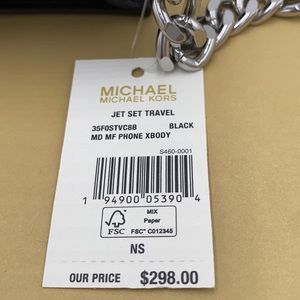 MICHAEL
MICHAEL KORS
JET SET TRAVEL
35F0STVC8B BLACK
MD MF PHONE XBODY
S460-0001
1 94900 05390 4
FSC
MIX
Paper
FSC™ C012345
NS
OUR PRICE $298.00